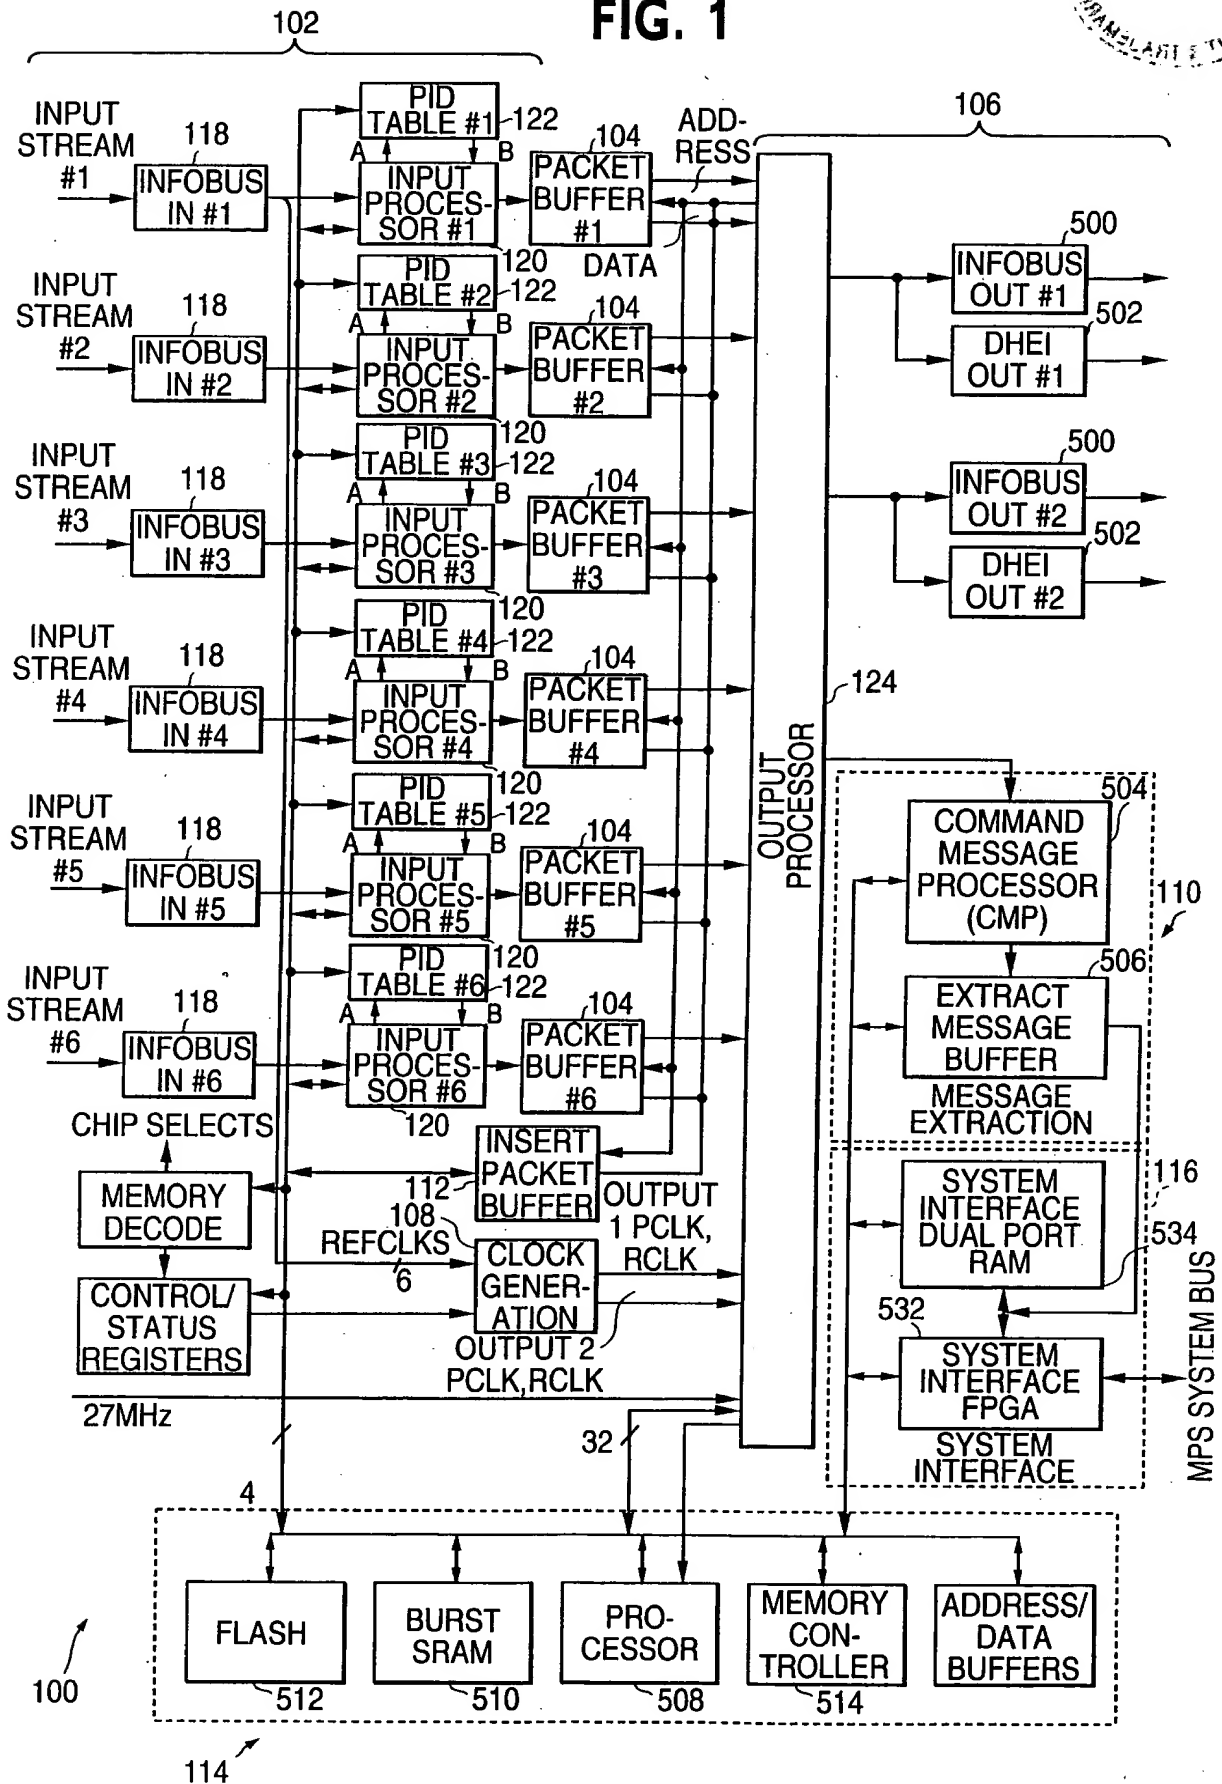 FIG. 1
102
106
INPUT
STREAM
#1
118
INFOBUS
IN #1
PID
TABLE #1
122
A
B
INPUT
PROCES-
SOR #1
120
104
PACKET
BUFFER
#1
ADD-
RESS
DATA
INPUT
STREAM
#2
118
INFOBUS
IN #2
PID
TABLE #2
122
A
B
INPUT
PROCES-
SOR #2
120
104
PACKET
BUFFER
#2
INPUT
STREAM
#3
118
INFOBUS
IN #3
PID
TABLE #3
122
A
B
INPUT
PROCES-
SOR #3
120
104
PACKET
BUFFER
#3
INPUT
STREAM
#4
118
INFOBUS
IN #4
PID
TABLE #4
122
A
B
INPUT
PROCES-
SOR #4
120
104
PACKET
BUFFER
#4
INPUT
STREAM
#5
118
INFOBUS
IN #5
PID
TABLE #5
122
A
B
INPUT
PROCES-
SOR #5
120
104
PACKET
BUFFER
#5
INPUT
STREAM
#6
118
INFOBUS
IN #6
PID
TABLE #6
122
A
B
INPUT
PROCES-
SOR #6
120
104
PACKET
BUFFER
#6
OUTPUT
PROCESSOR
124
500
INFOBUS
OUT #1
502
DHEI
OUT #1
500
INFOBUS
OUT #2
502
DHEI
OUT #2
504
COMMAND
MESSAGE
PROCESSOR
(CMP)
110
506
EXTRACT
MESSAGE
BUFFER
MESSAGE
EXTRACTION
116
SYSTEM
INTERFACE
DUAL PORT
RAM
534
532
SYSTEM
INTERFACE
FPGA
SYSTEM
INTERFACE
MPS SYSTEM BUS
CHIP SELECTS
MEMORY
DECODE
CONTROL/
STATUS
REGISTERS
INSERT
PACKET
BUFFER
112
108
REFCLKS
6
CLOCK
GENER-
ATION
OUTPUT
1 PCLK,
RCLK
OUTPUT 2
PCLK,RCLK
27MHz
32
4
FLASH
512
BURST
SRAM
510
PRO-
CESSOR
508
MEMORY
CON-
TROLLER
514
ADDRESS/
DATA
BUFFERS
100
114